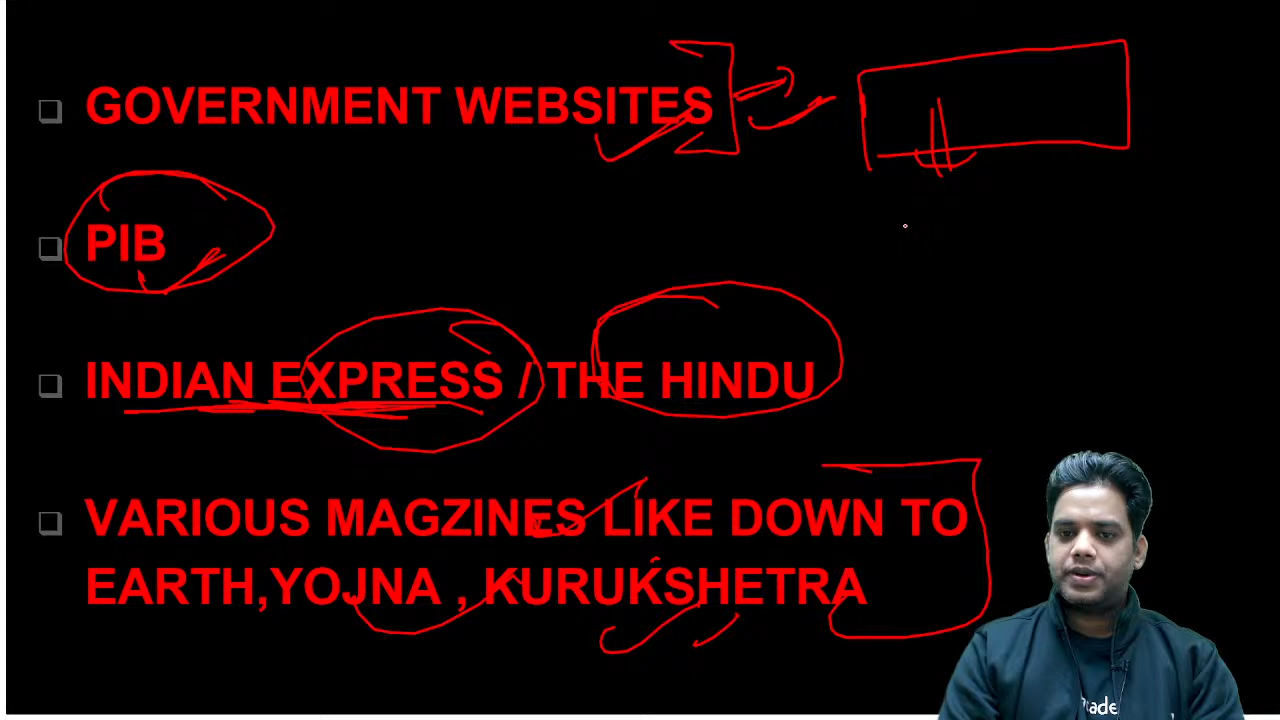 GOVERNMENT WEBSITES
PIB
INDIAN EXPRESS / THE HINDU
VARIOUS MAGZINES LIKE DOWN TO
EARTH,YOJNA , KURUKSHETRA